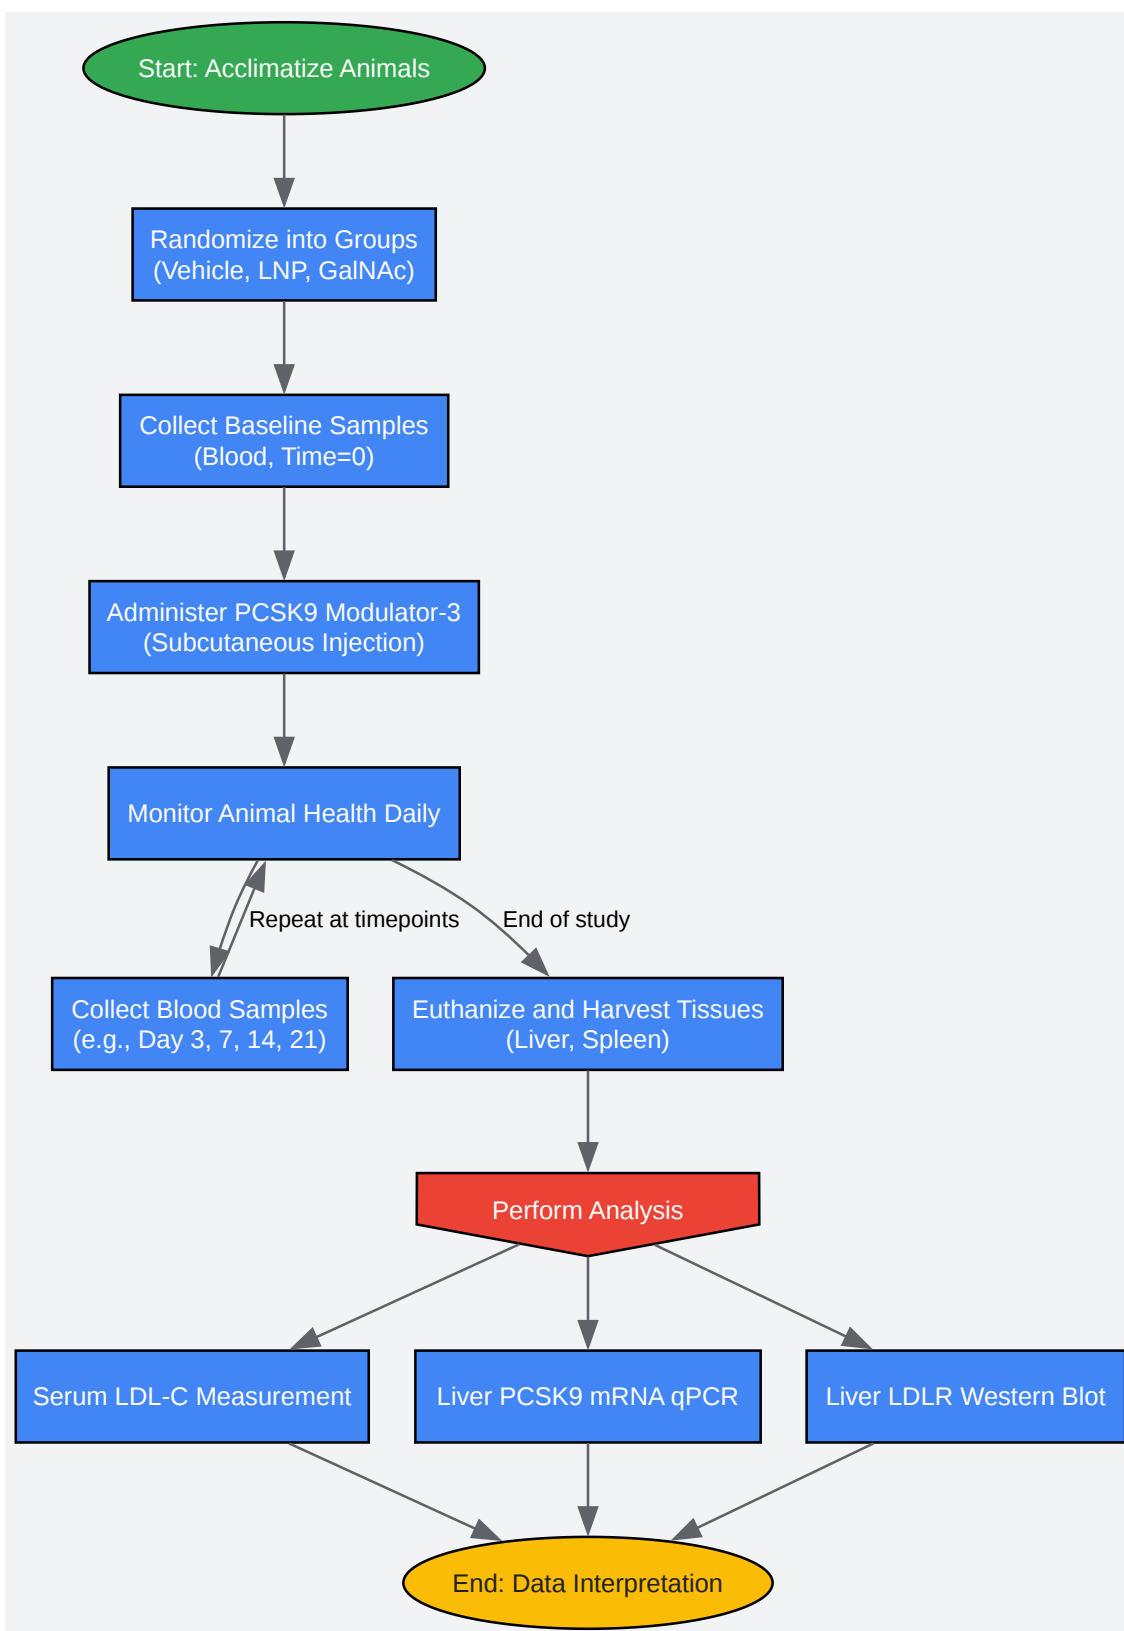 Start: Acclimatize Animals
Randomize into Groups
(Vehicle, LNP, GalNAc)
Collect Baseline Samples
(Blood, Time=0)
Administer PCSK9 Modulator-3
(Subcutaneous Injection)
Monitor Animal Health Daily
Repeat at timepoints
End of study
Collect Blood Samples
(e.g., Day 3, 7, 14, 21)
Euthanize and Harvest Tissues
(Liver, Spleen)
Perform Analysis
Serum LDL-C Measurement
Liver PCSK9 mRNA qPCR
Liver LDLR Western Blot
End: Data Interpretation